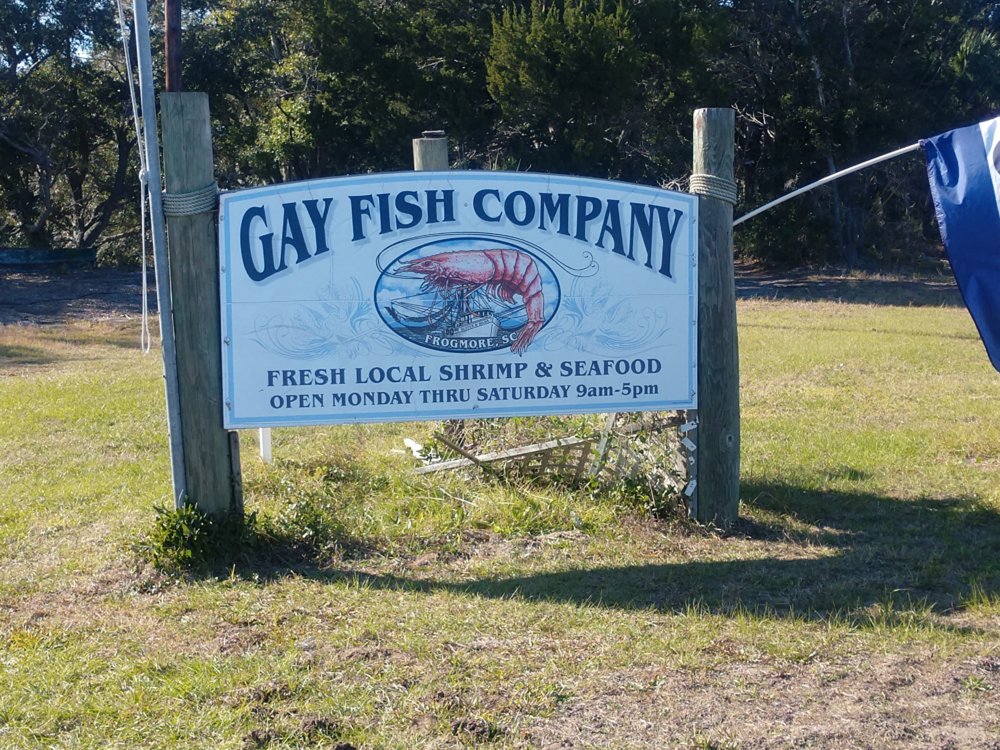 GAY FISH COMPANY
FROGMORE, SC
FRESH LOCAL SHRIMP & SEAFOOD
OPEN MONDAY THRU SATURDAY 9am-5pm